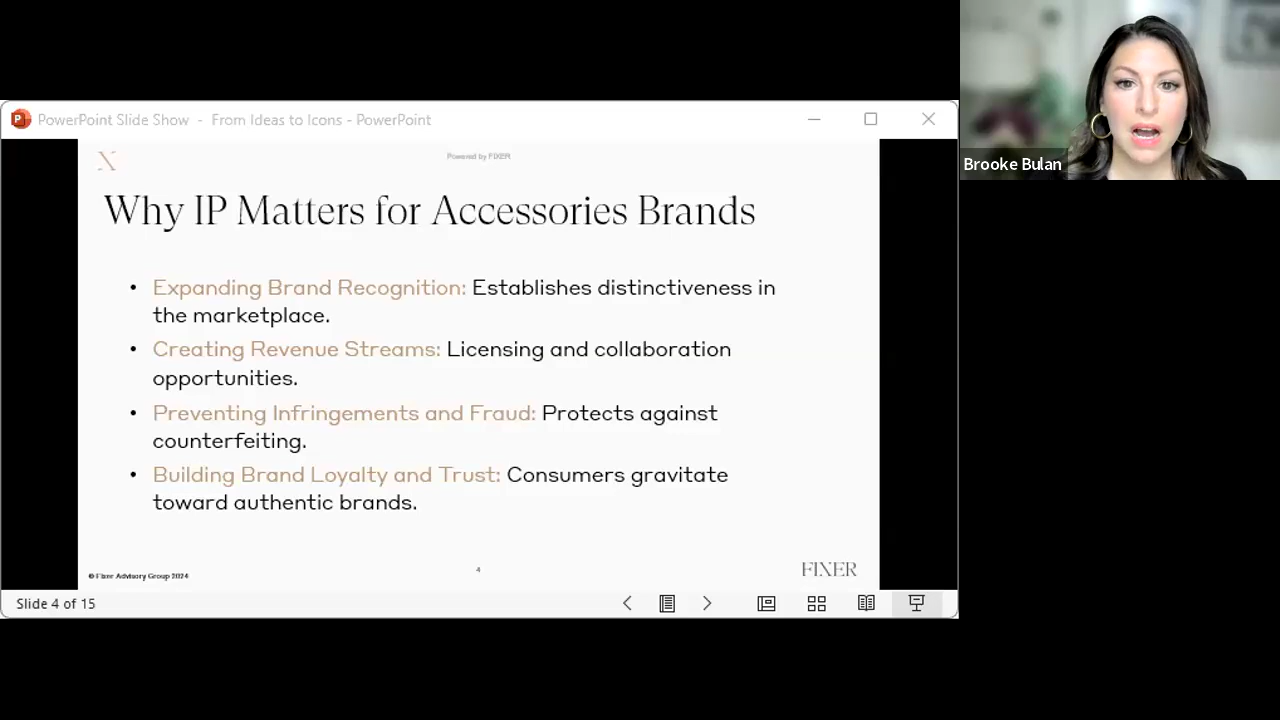 PowerPoint Slide Show - From Ideas to Icons - PowerPoint
X
Powered by FIXER
Why IP Matters for Accessories Brands
• Expanding Brand Recognition: Establishes distinctiveness in
the marketplace.
• Creating Revenue Streams: Licensing and collaboration
opportunities.
• Preventing Infringements and Fraud: Protects against
counterfeiting.
• Building Brand Loyalty and Trust: Consumers gravitate
toward authentic brands.
© Fixer Advisory Group 2024
4
FIXER
Slide 4 of 15
Brooke Bulan